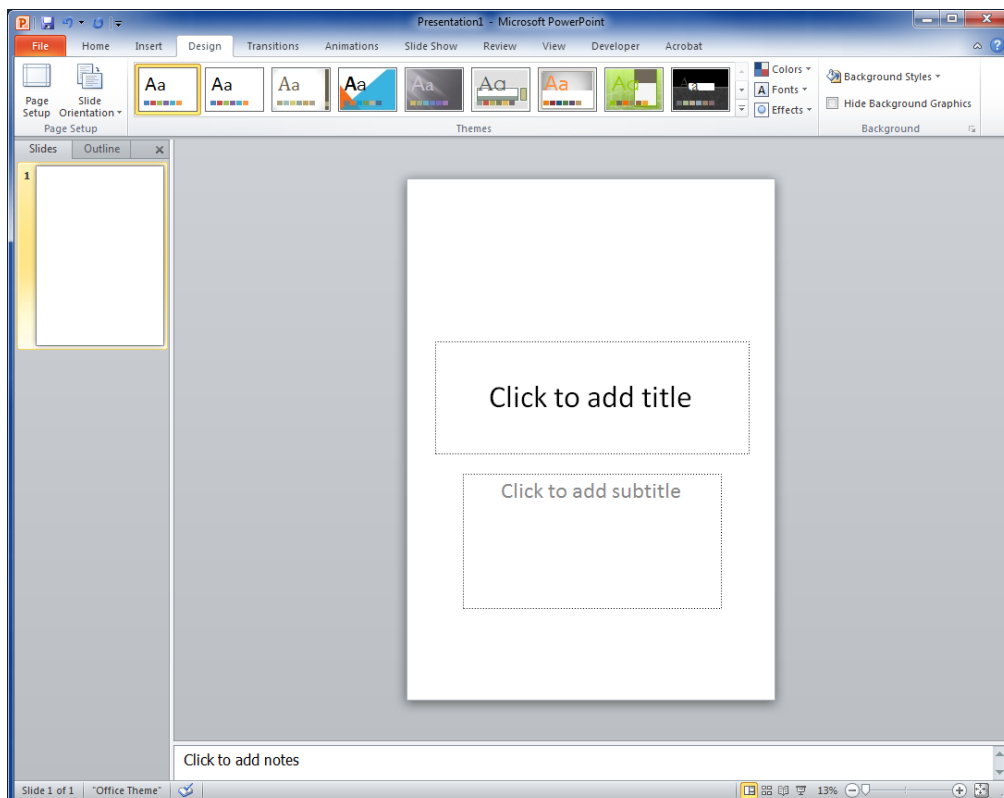 Presentation1 - Microsoft PowerPoint
File Home Insert Design Transitions Animations Slide Show Review View Developer Acrobat
Page Setup
Slide Orientation
Aa Aa Aa Aa Aa Aa Aa Aa
Colors
Fonts
Effects
Background Styles
Hide Background Graphics
Page Setup Themes Background
Slides Outline
1
Click to add title
Click to add subtitle
Click to add notes
Slide 1 of 1 "Office Theme" 13%